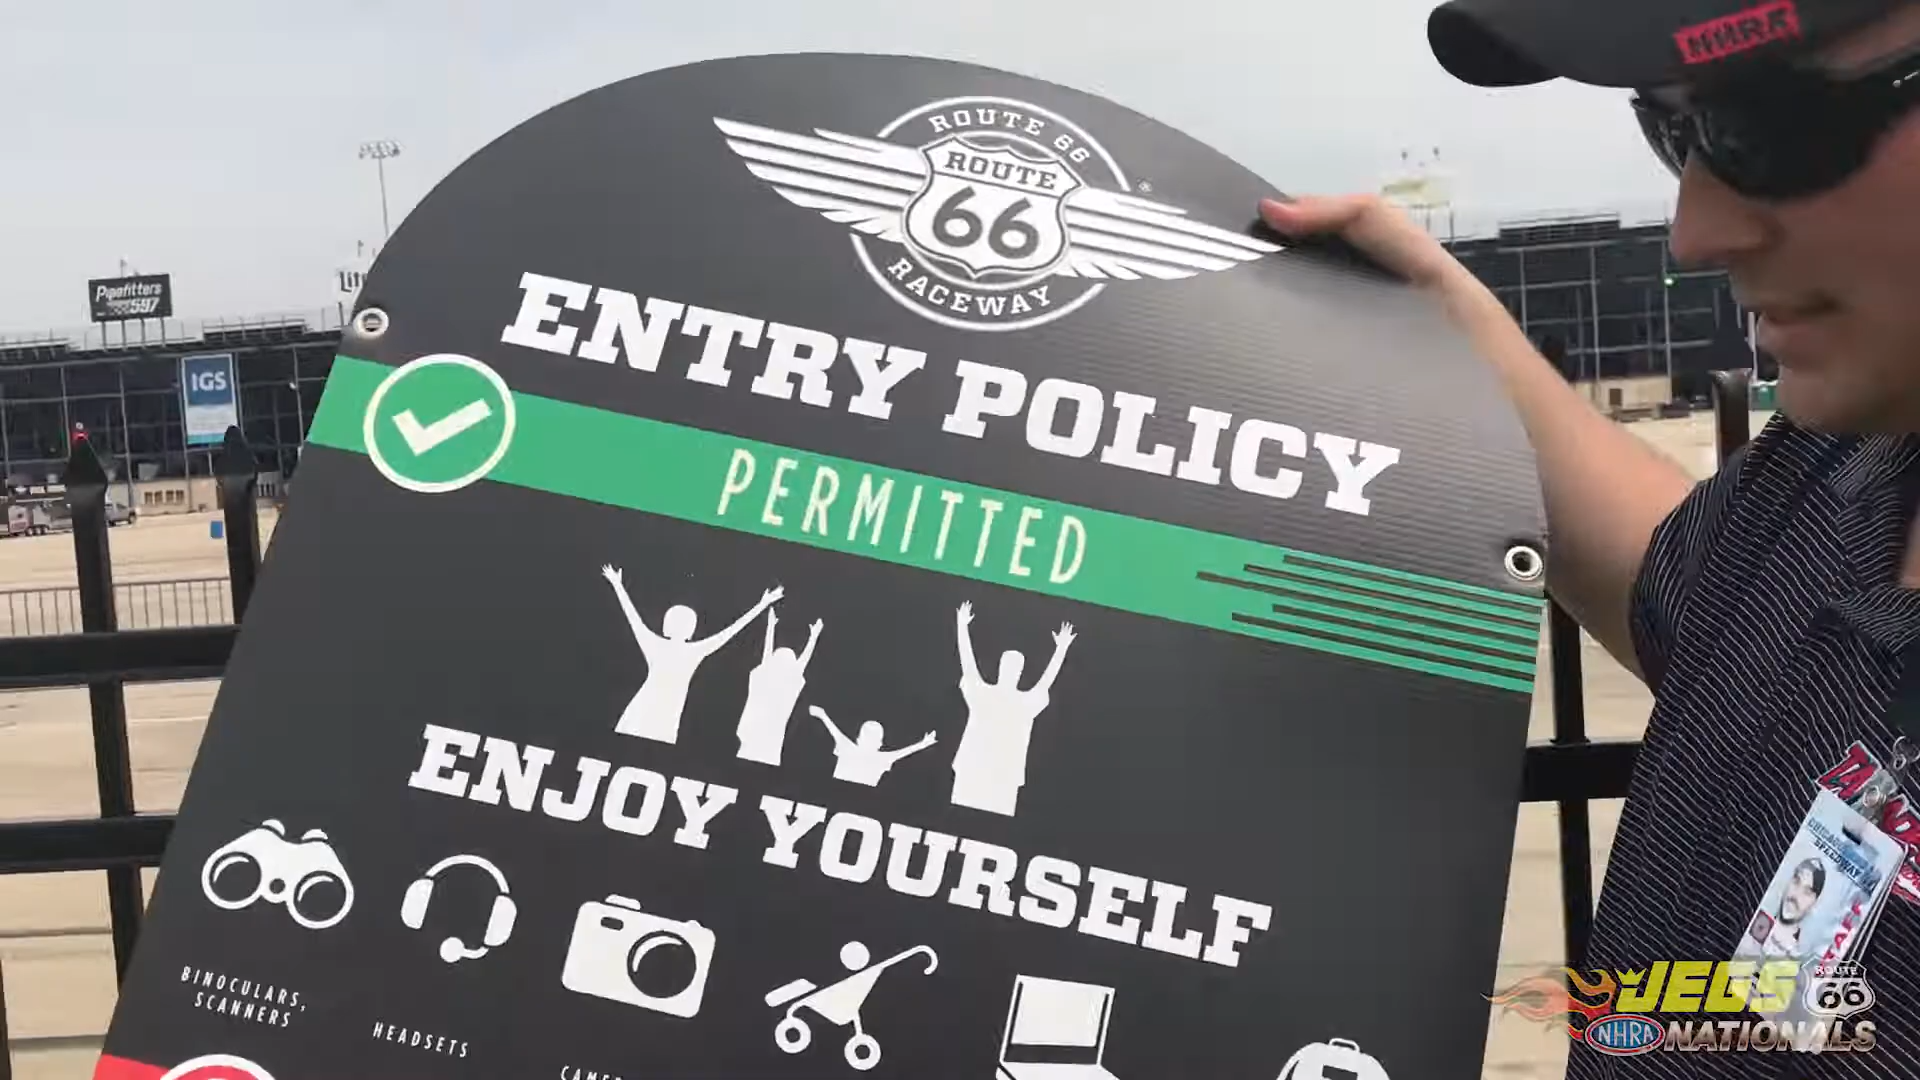 NHRA
ROUTE 66
ROUTE
66
RACEWAY
Pipefitters
597
IGS
ENTRY POLICY
PERMITTED
ENJOY YOURSELF
BINOCULARS,
SCANNERS
HEADSETS
SPEEDWAY
JEGS
ROUTE
66
NHRA NATIONALS